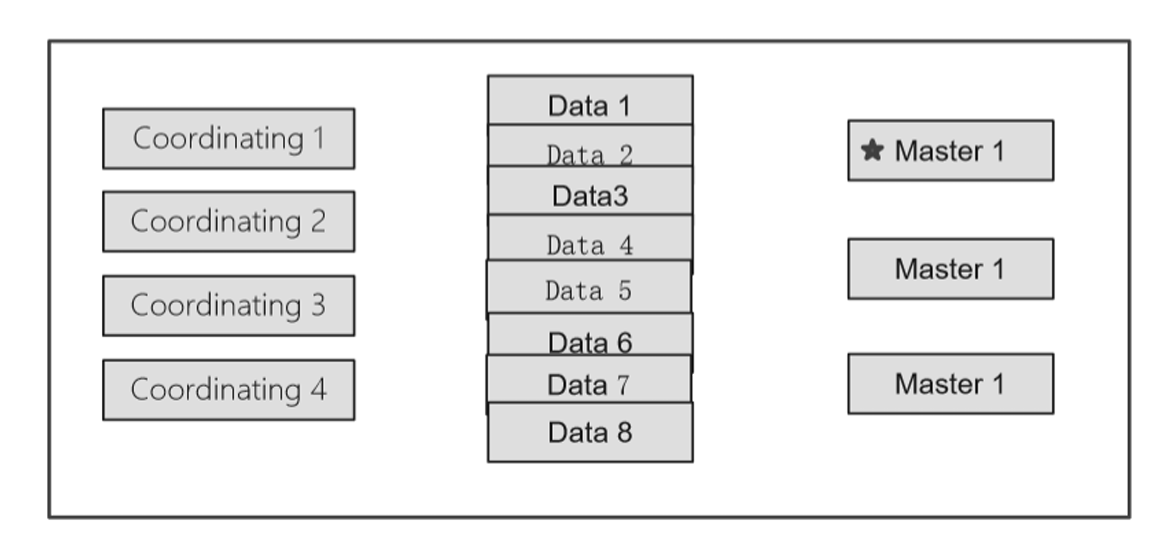 Coordinating 1
Coordinating 2
Coordinating 3
Coordinating 4
Data 1
Data 2
Data3
Data 4
Data 5
Data 6
Data 7
Data 8
★ Master 1
Master 1
Master 1